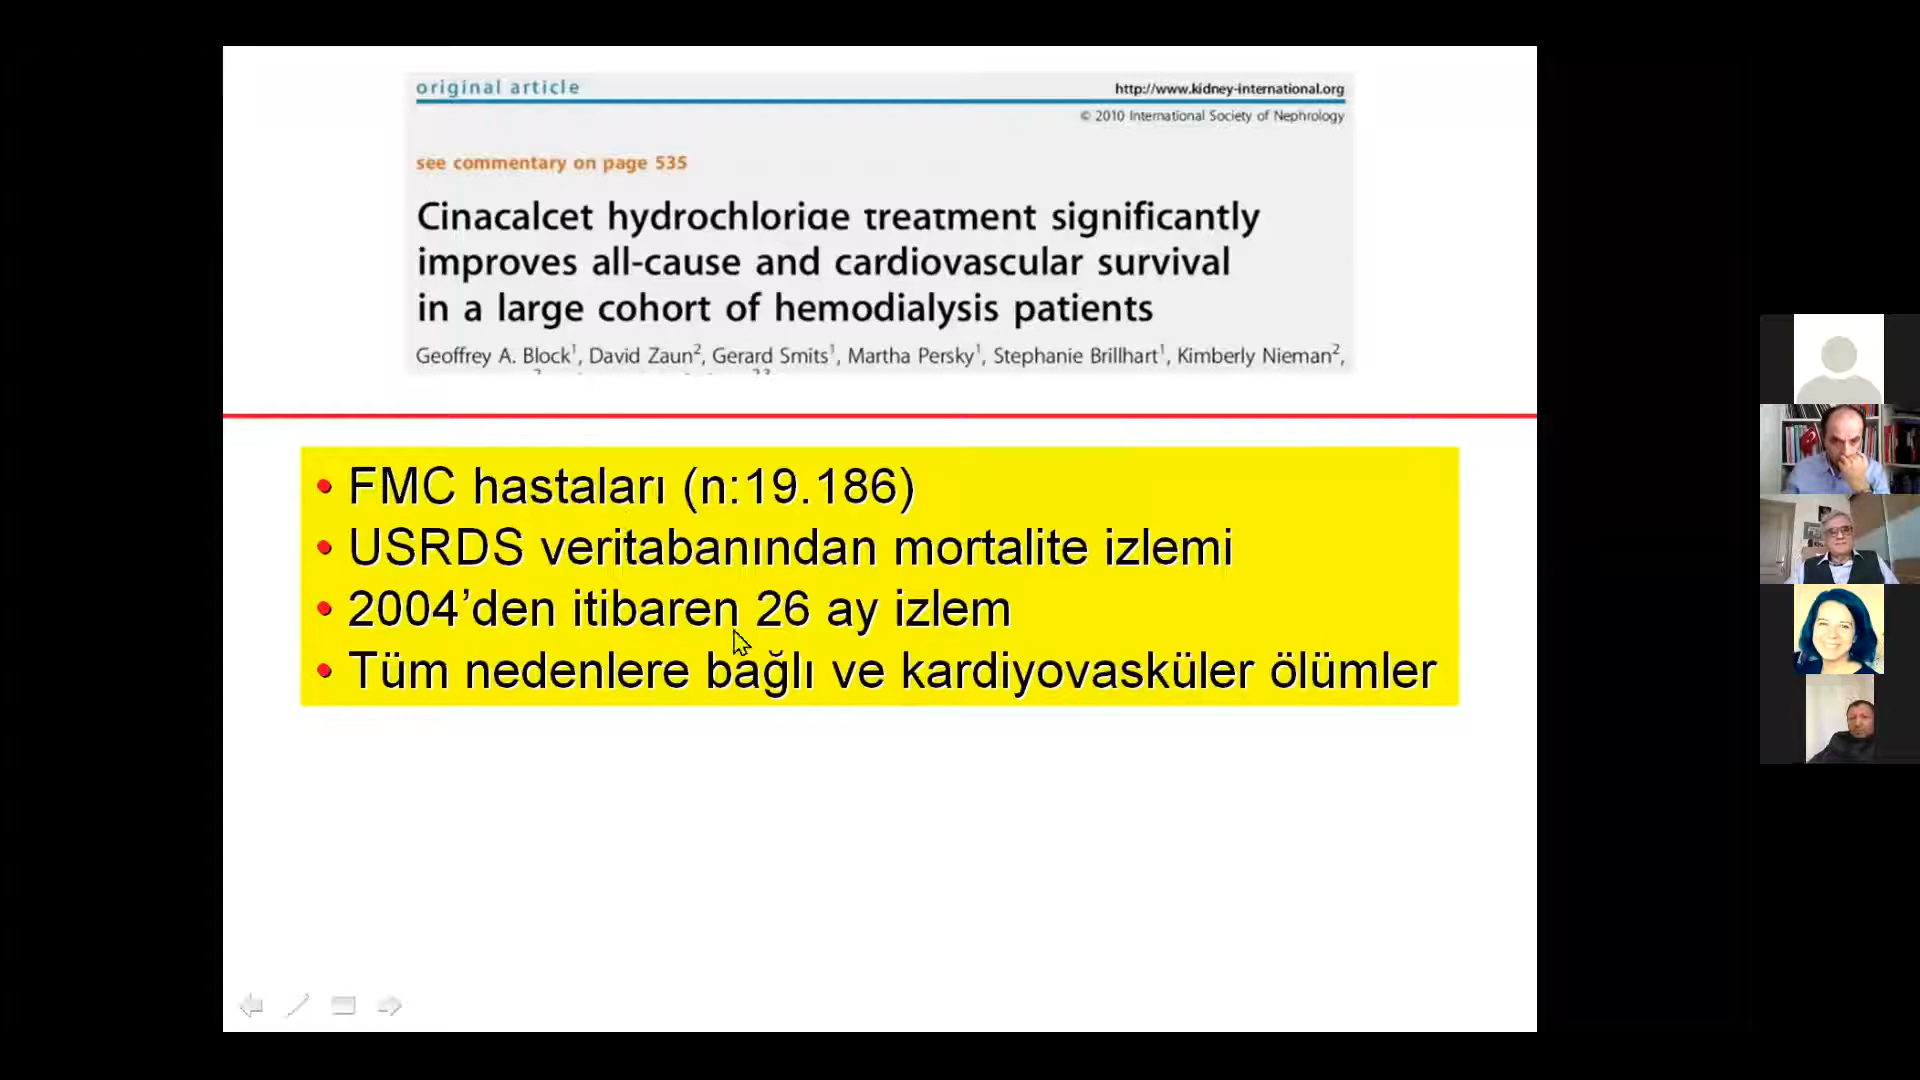 original article
http://www.kidney-international.org
© 2010 International Society of Nephrology
see commentary on page 535
Cinacalcet hydrochloride treatment significantly
improves all-cause and cardiovascular survival
in a large cohort of hemodialysis patients
Geoffrey A. Block¹, David Zaun², Gerard Smits¹, Martha Persky¹, Stephanie Brillhart¹, Kimberly Nieman²,
• FMC hastaları (n:19.186)
• USRDS veritabanından mortalite izlemi
• 2004’den itibaren 26 ay izlem
• Tüm nedenlere bağlı ve kardiyovasküler ölümler